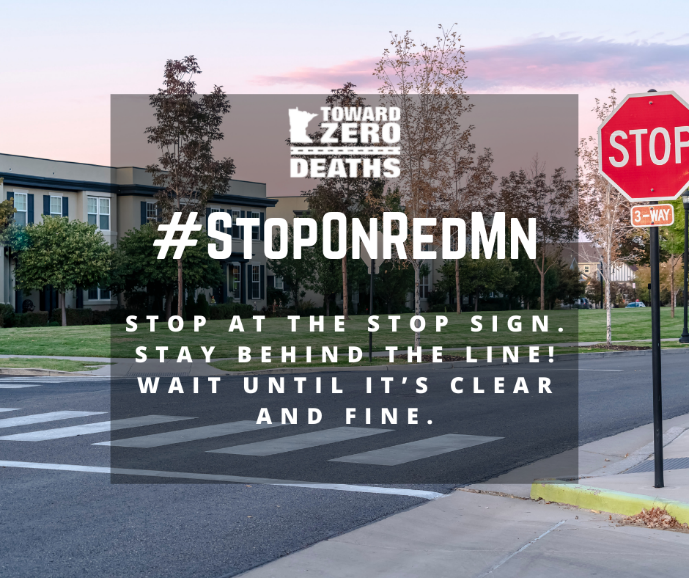 TOWARD
ZERO
DEATHS
#StopOnRedMn
STOP
3-WAY
STOP AT THE STOP SIGN.
STAY BEHIND THE LINE!
WAIT UNTIL IT'S CLEAR
AND FINE.